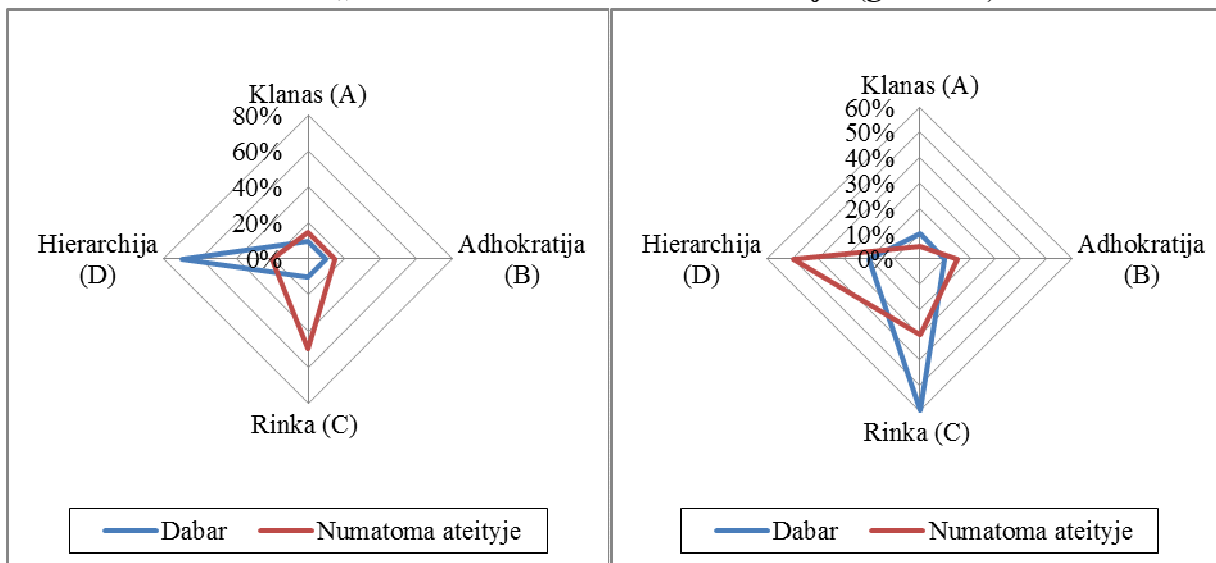 Klanas (A)
80%
60%
40%
20%
0%
Hierarchija
(D)
Adhokratija
(B)
Rinka (C)
Dabar
Numatoma ateityje
Klanas (A)
60%
50%
40%
30%
20%
10%
0%
Hierarchija
(D)
Adhokratija
(B)
Rinka (C)
Dabar
Numatoma ateityje